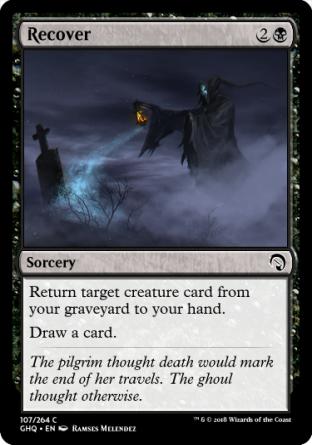 Recover 2
Sorcery
Return target creature card from
your graveyard to your hand.
Draw a card.
The pilgrim thought death would mark
the end of her travels. The ghoul
thought otherwise.
107/264 C
GHQ • EN RAMSES MELENDEZ
™ & © 2018 Wizards of the Coast